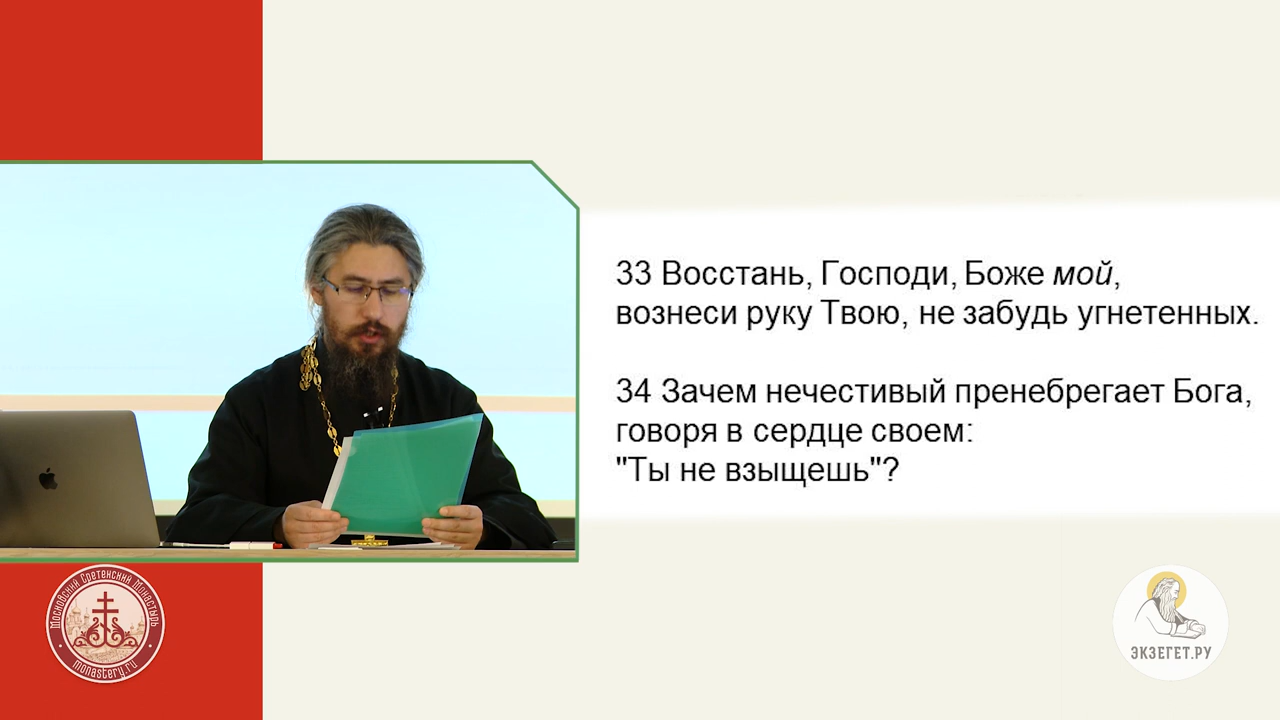 33 Восстань, Господи, Боже мой,
вознеси руку Твою, не забудь угнетенных.
34 Зачем нечестивый пренебрегает Бога,
говоря в сердце своем:
"Ты не взыщешь"?
Московский Сретенский Монастырь
monastery.ru
ЭКЗЕГЕТ.РУ